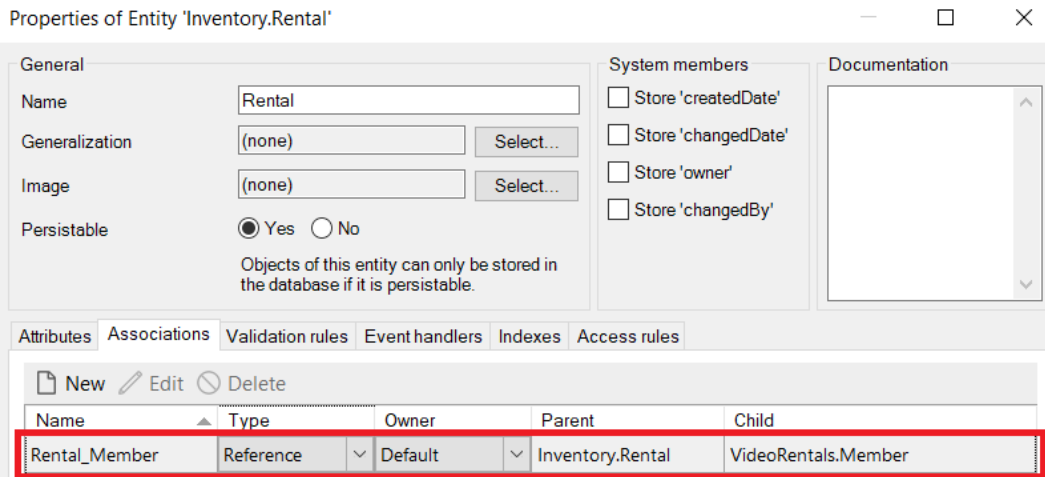 Properties of Entity 'Inventory.Rental'
General
Name
Rental
Generalization
(none)
Select...
Image
(none)
Select...
Persistable
Yes
No
Objects of this entity can only be stored in
the database if it is persistable.
System members
Store 'createdDate'
Store 'changedDate'
Store 'owner'
Store 'changedBy'
Documentation
Attributes Associations Validation rules Event handlers Indexes Access rules
New Edit Delete
Name Type Owner Parent Child
Rental_Member Reference Default Inventory.Rental VideoRentals.Member